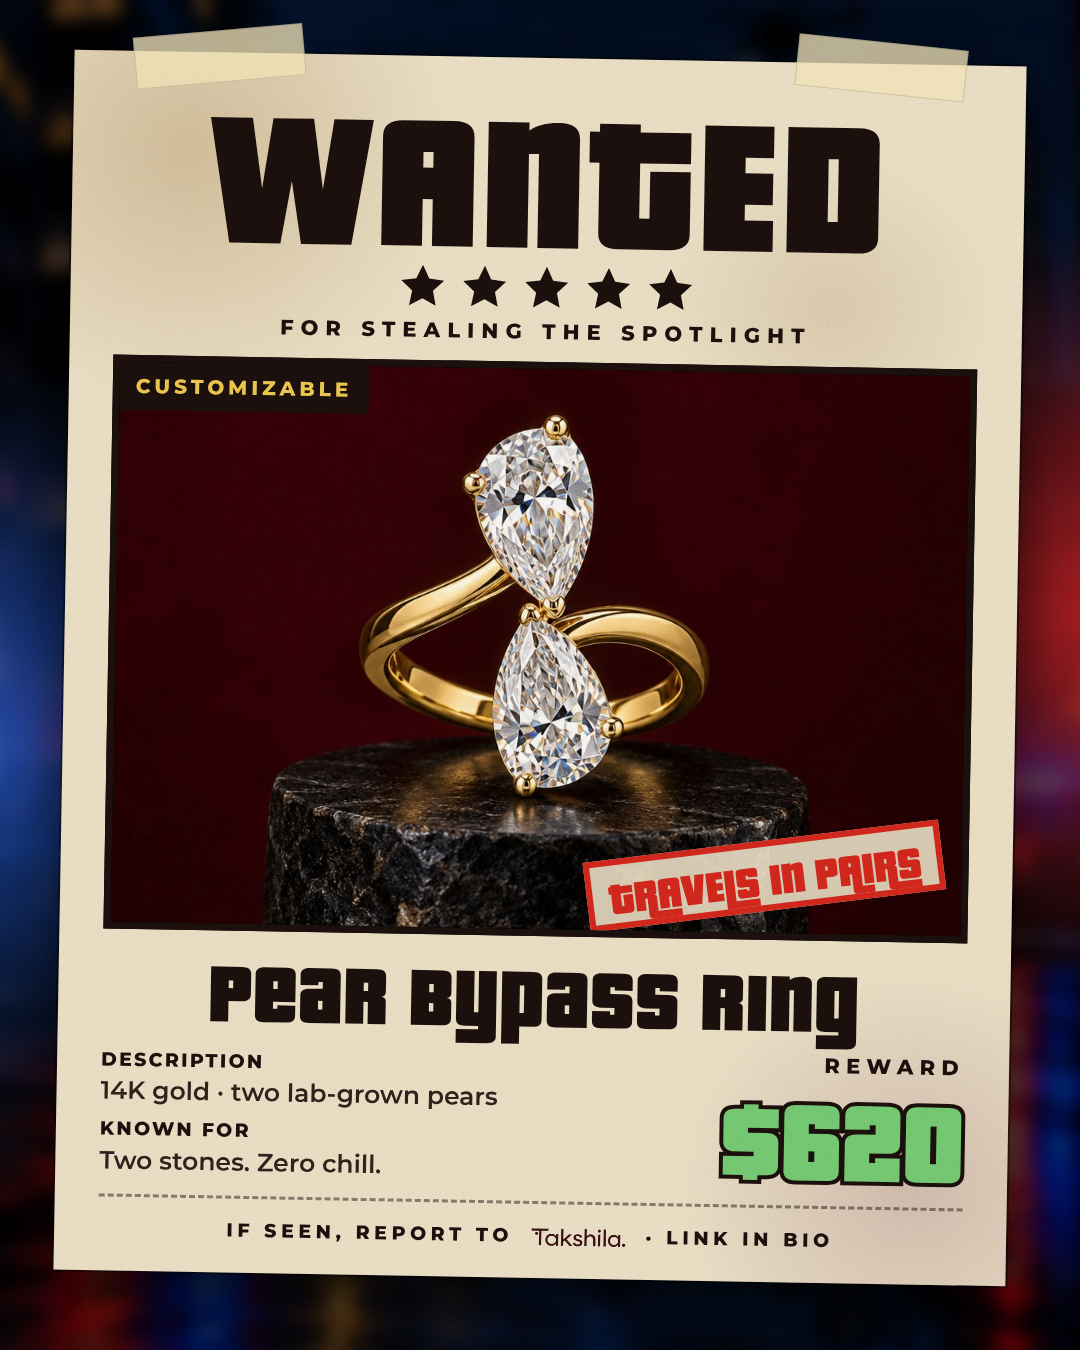 WANTED
FOR STEALING THE SPOTLIGHT
CUSTOMIZABLE
TRAVELS IN PAIRS
Pear Bypass Ring
DESCRIPTION
14K gold · two lab-grown pears
KNOWN FOR
Two stones. Zero chill.
REWARD
$620
IF SEEN, REPORT TO Takshila. · LINK IN BIO